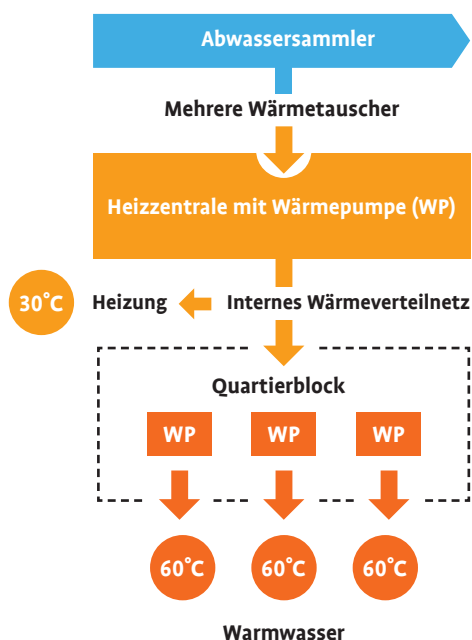 Abwassersammler
Mehrere Wärmetauscher
Heizzentrale mit Wärmepumpe (WP)
30°C Heizung Internes Wärmeverteilnetz
Quartierblock
WP WP WP
60°C 60°C 60°C
Warmwasser